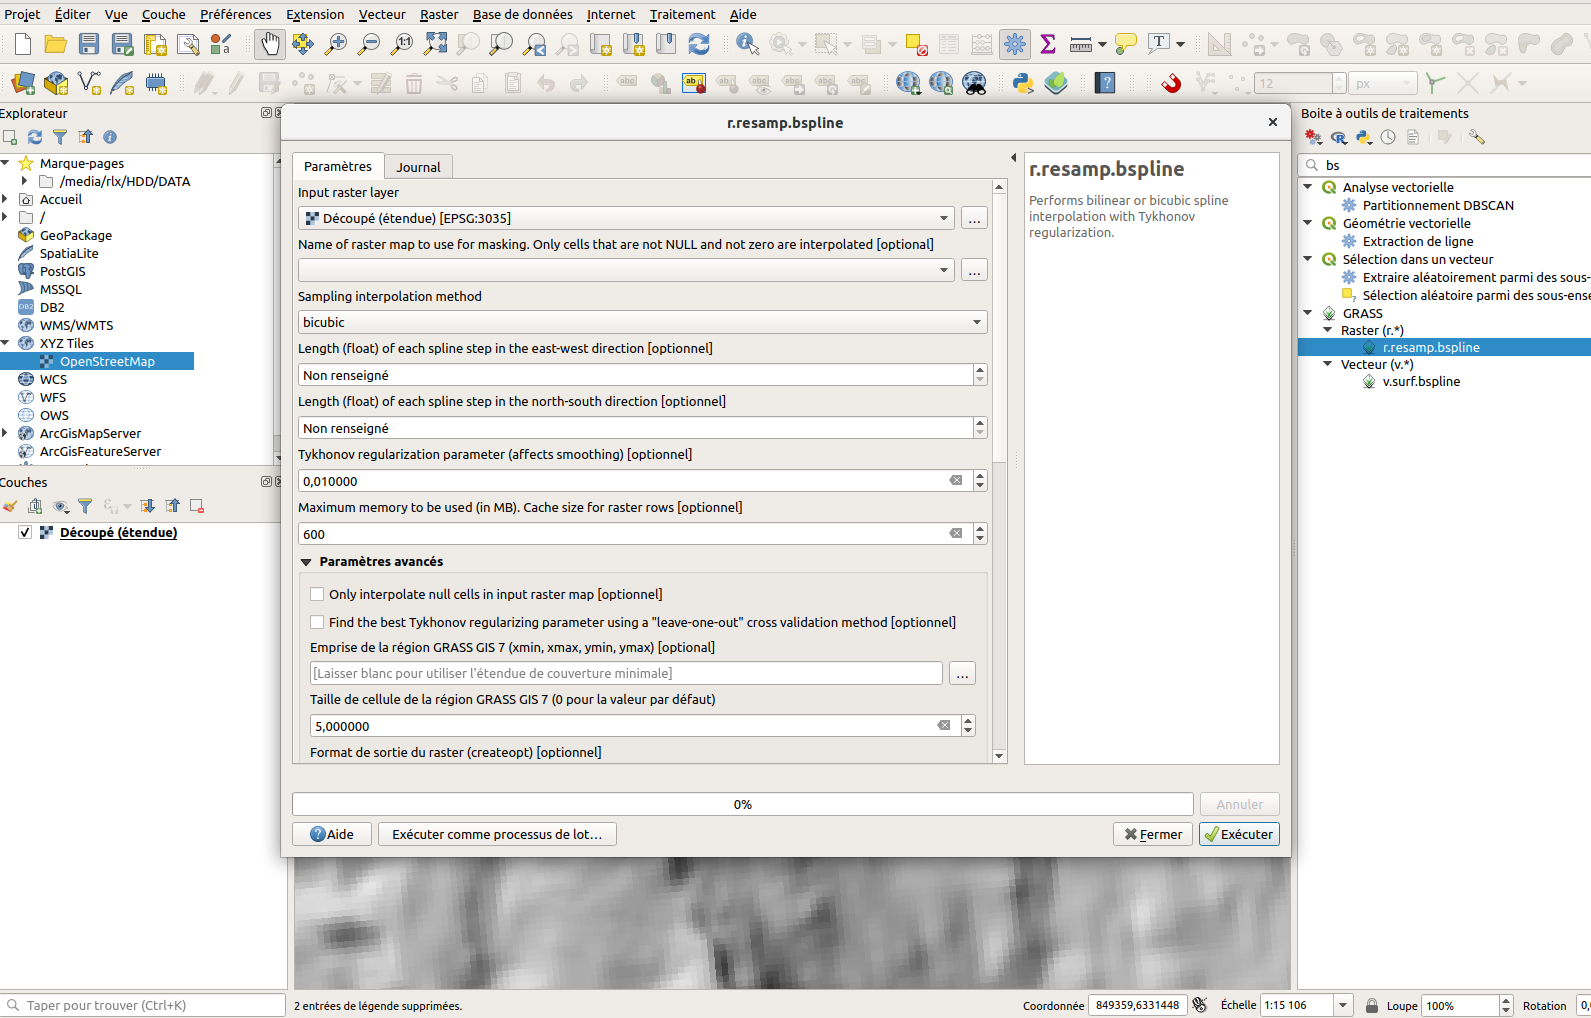 Projet Éditer Vue Couche Préférences Extension Vecteur Raster Base de données Internet Traitement Aide
12 px
Explorateur
Marque-pages
/media/rlx/HDD/DATA
Accueil
/
GeoPackage
SpatiaLite
PostGIS
MSSQL
DB2
WMS/WMTS
XYZ Tiles
OpenStreetMap
WCS
WFS
OWS
ArcGisMapServer
ArcGisFeatureServer
Couches
Découpé (étendue)
r.resamp.bspline
Paramètres Journal
Input raster layer
Découpé (étendue) [EPSG:3035]
…
Name of raster map to use for masking. Only cells that are not NULL and not zero are interpolated [optional]
…
Sampling interpolation method
bicubic
Length (float) of each spline step in the east-west direction [optionnel]
Non renseigné
Length (float) of each spline step in the north-south direction [optionnel]
Non renseigné
Tykhonov regularization parameter (affects smoothing) [optionnel]
0,010000
Maximum memory to be used (in MB). Cache size for raster rows [optionnel]
600
Paramètres avancés
Only interpolate null cells in input raster map [optionnel]
Find the best Tykhonov regularizing parameter using a "leave-one-out" cross validation method [optionnel]
Emprise de la région GRASS GIS 7 (xmin, xmax, ymin, ymax) [optional]
[Laisser blanc pour utiliser l'étendue de couverture minimale]
…
Taille de cellule de la région GRASS GIS 7 (0 pour la valeur par défaut)
5,000000
Format de sortie du raster (createopt) [optionnel]
r.resamp.bspline
Performs bilinear or bicubic spline
interpolation with Tykhonov
regularization.
0%
Annuler
Aide
Exécuter comme processus de lot…
Fermer
Exécuter
Boite à outils de traitements
bs
Analyse vectorielle
Partitionnement DBSCAN
Géométrie vectorielle
Extraction de ligne
Sélection dans un vecteur
Extraire aléatoirement parmi des sous-
Sélection aléatoire parmi des sous-ense
GRASS
Raster (r.*)
r.resamp.bspline
Vecteur (v.*)
v.surf.bspline
Taper pour trouver (Ctrl+K)
2 entrées de légende supprimées.
Coordonnée 849359,6331448
Échelle 1:15 106
Loupe 100%
Rotation 0,